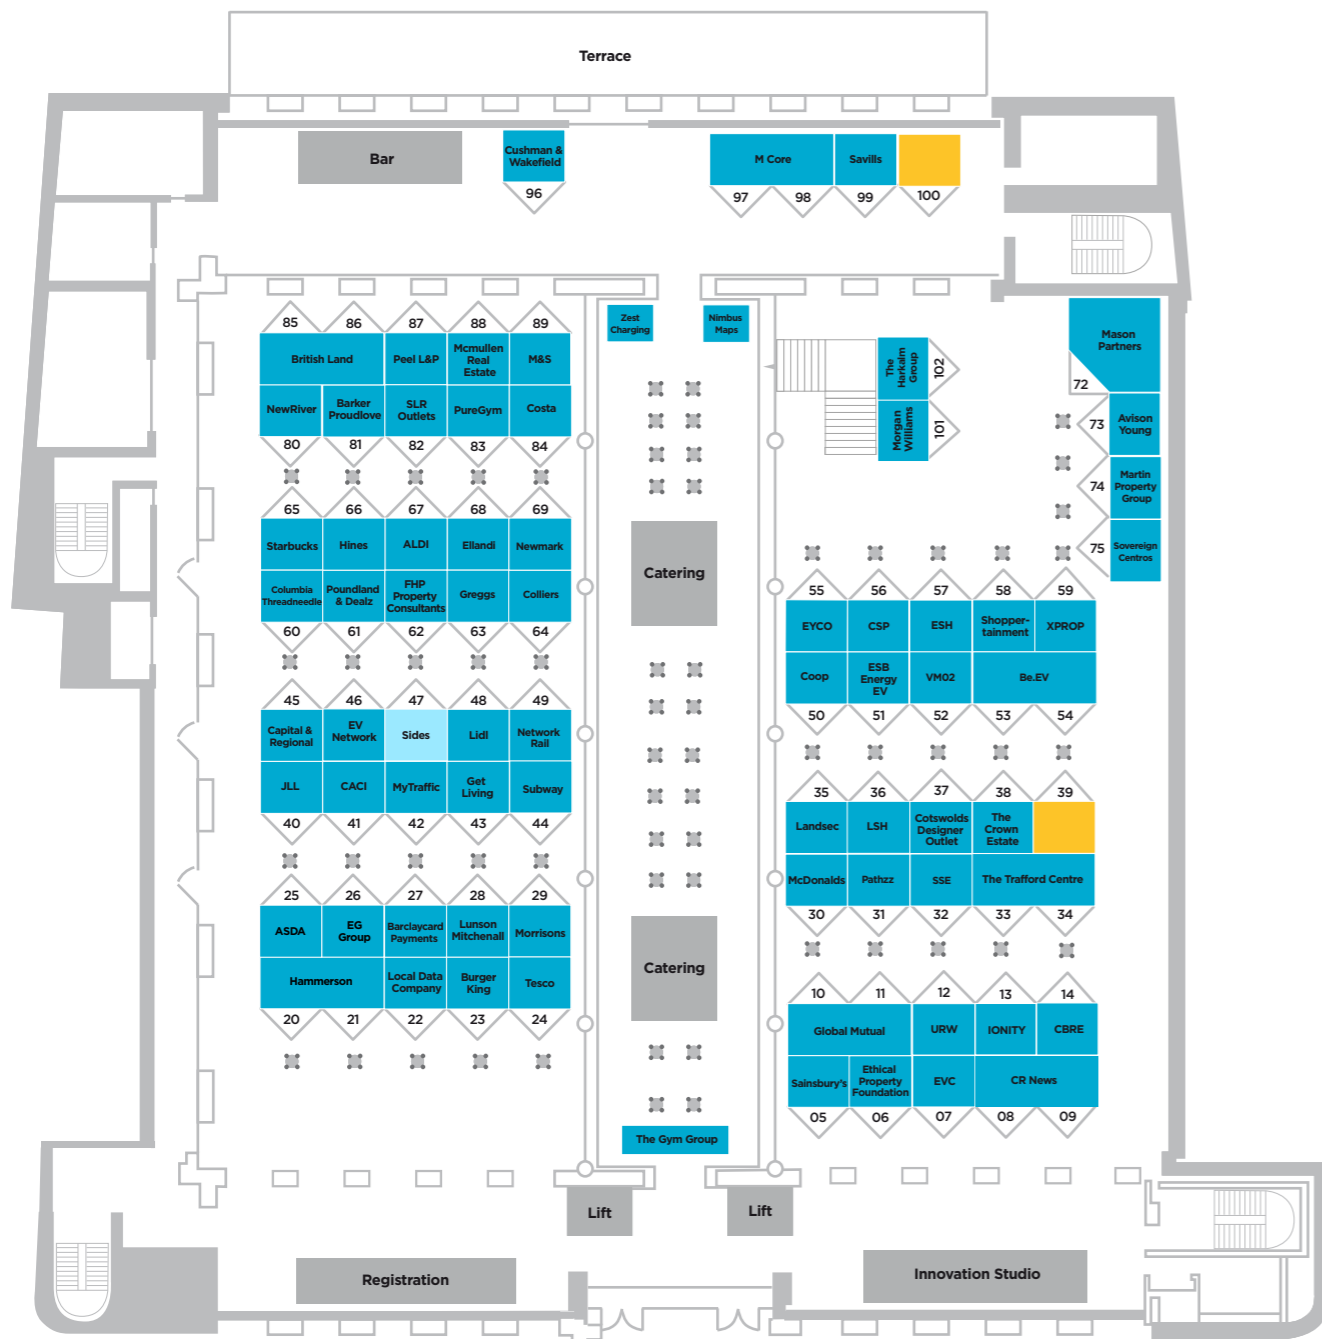 Terrace
Bar
Cushman &
Wakefield
96
M Core
Savills
97
98
99
100
85
86
87
88
89
British Land
Peel L&P
Mcmullen
Real
Estate
M&S
NewRiver
Barker
Proudlove
SLR
Outlets
PureGym
Costa
80
81
82
83
84
Zest
Charging
Nimbus
Maps
The
Harkalm
Group
102
Morgan
Williams
101
Mason
Partners
72
73
Avison
Young
74
Martin
Property
Group
75
Sovereign
Centros
65
66
67
68
69
Starbucks
Hines
ALDI
Ellandi
Newmark
Columbia
Threadneedle
Poundland
& Dealz
FHP
Property
Consultants
Greggs
Colliers
60
61
62
63
64
Catering
55
56
57
58
59
EYCO
CSP
ESH
Shopper-
tainment
XPROP
Coop
ESB
Energy
EV
VM02
Be.EV
50
51
52
53
54
45
46
47
48
49
Capital &
Regional
EV
Network
Sides
Lidl
Network
Rail
JLL
CACI
MyTraffic
Get
Living
Subway
40
41
42
43
44
35
36
37
38
39
Landsec
LSH
Cotswolds
Designer
Outlet
The
Crown
Estate
McDonalds
Pathzz
SSE
The Trafford Centre
30
31
32
33
34
25
26
27
28
29
ASDA
EG
Group
Barclaycard
Payments
Lunson
Mitchenall
Morrisons
Hammerson
Local Data
Company
Burger
King
Tesco
20
21
22
23
24
Catering
10
11
12
13
14
Global Mutual
URW
IONITY
CBRE
Sainsbury's
Ethical
Property
Foundation
EVC
CR News
05
06
07
08
09
The Gym Group
Lift
Lift
Registration
Innovation Studio